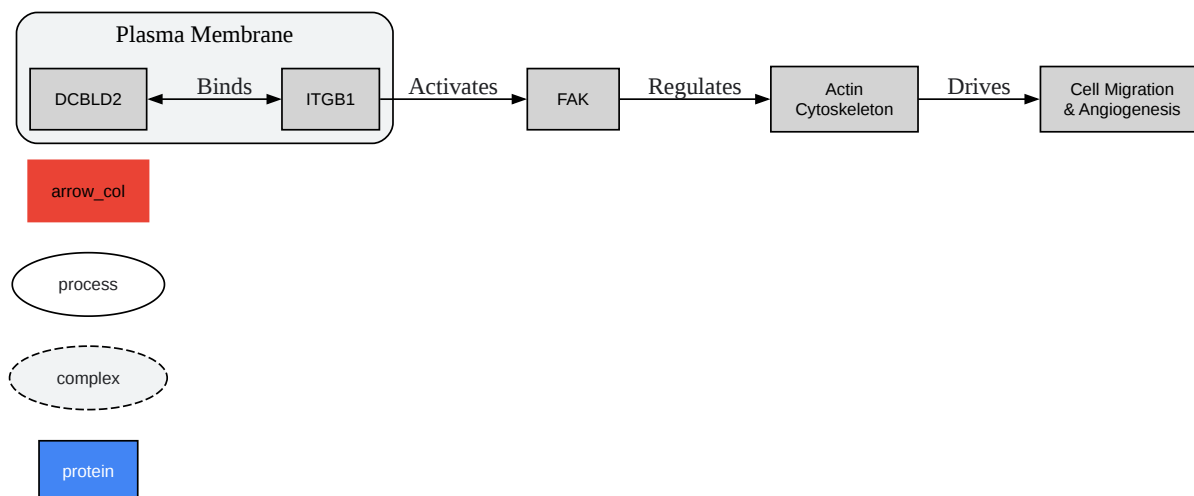 Plasma Membrane
DCBLD2
Binds
ITGB1
Activates
FAK
Regulates
Actin
Cytoskeleton
Drives
Cell Migration
& Angiogenesis
arrow_col
process
complex
protein